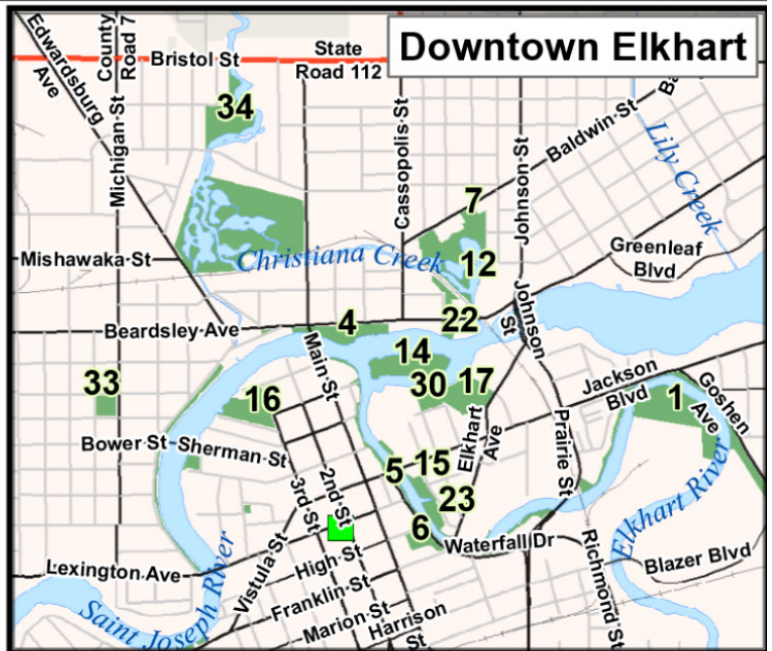 Downtown Elkhart
Edwardsburg
Ave
County
Road 7
Michigan St
Bristol St
State
Road 112
34
Cassopolis St
Johnson St
Baldwin St
Lily Creek
7
Mishawaka St
Christiana Creek
12
Greenleaf
Blvd
Beardsley Ave
4
22
Johnson
St
Main St
14
33
16
30
17
Jackson
Blvd
1
Goshen
Ave
Bower St
Sherman St
Elkhart
Ave
Prairie St
5
15
2nd St
3rd St
23
6
Waterfall Dr
Elkhart River
Lexington Ave
Vistula St
High St
Richmond St
Blazer Blvd
Saint Joseph River
Franklin St
Marion St
Harrison
St